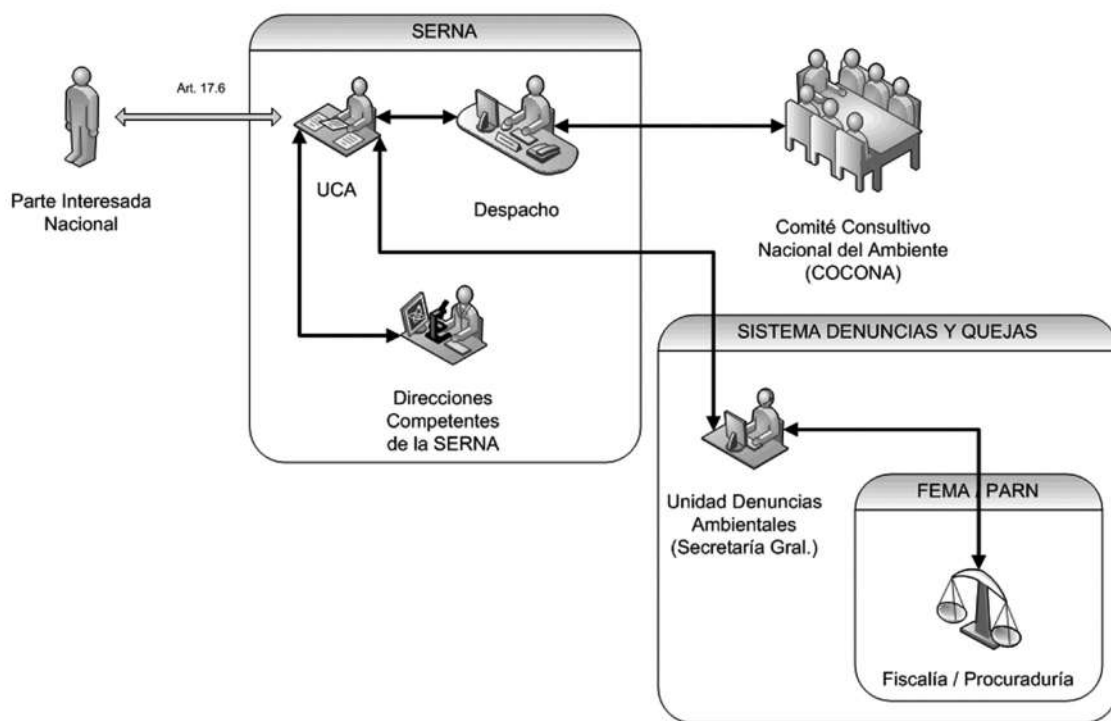 SERNA
Art. 17.6
Parte Interesada
Nacional
UCA
Despacho
Comité Consultivo
Nacional del Ambiente
(COCONA)
Direcciones
Competentes
de la SERNA
SISTEMA DENUNCIAS Y QUEJAS
Unidad Denuncias
Ambientales
(Secretaría Gral.)
FEMA / PARN
Fiscalía / Procuraduría